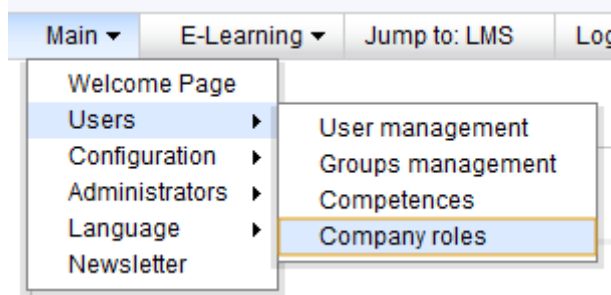 Main ▾ E-Learning ▾ Jump to: LMS
Welcome Page
Users
Configuration
Administrators
Language
Newsletter
User management
Groups management
Competences
Company roles